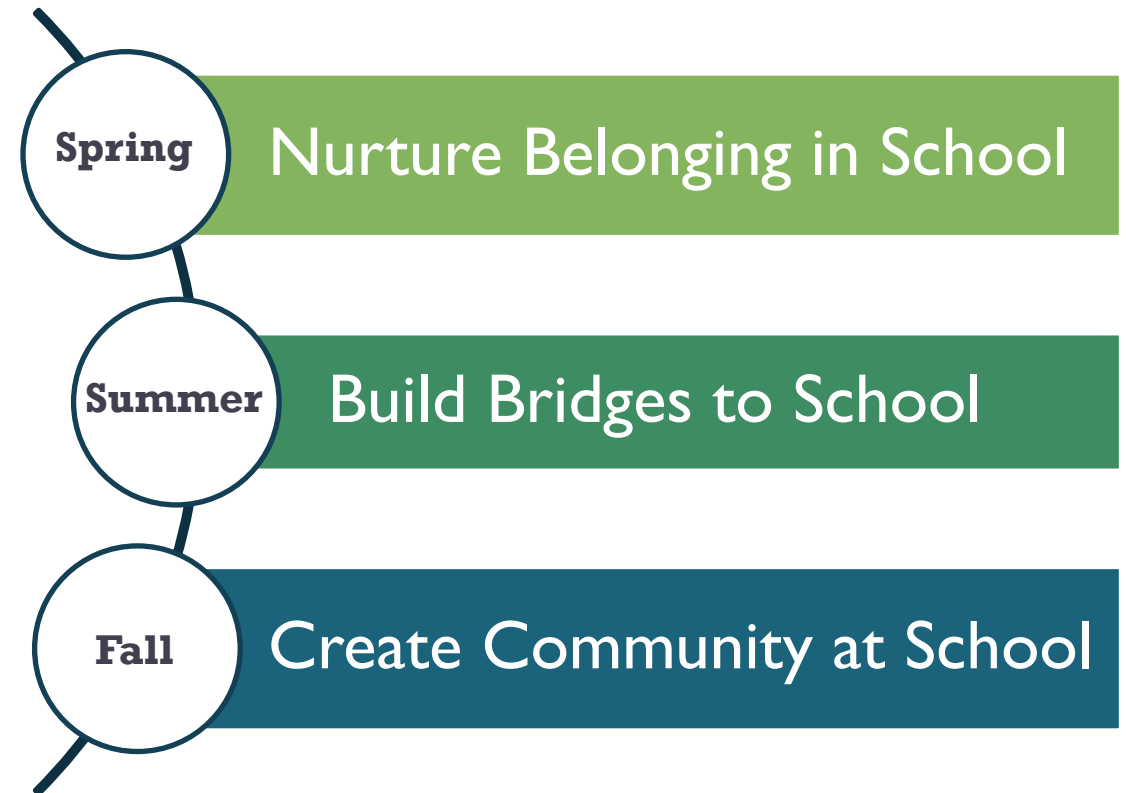 Spring
Nurture Belonging in School
Summer
Build Bridges to School
Fall
Create Community at School